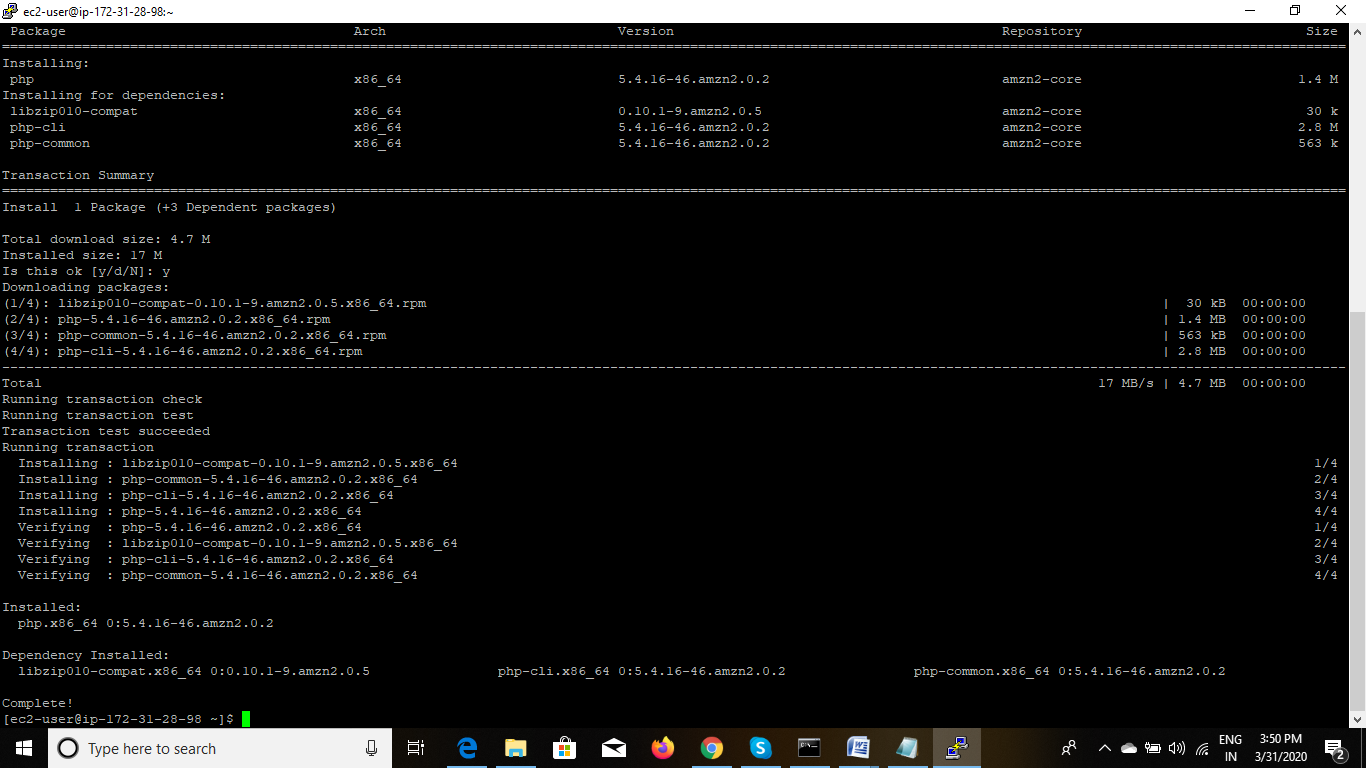 ec2-user@ip-172-31-28-98:~
Package Arch Version Repository Size
Installing:
php x86_64 5.4.16-46.amzn2.0.2 amzn2-core 1.4 M
Installing for dependencies:
libzip010-compat x86_64 0.10.1-9.amzn2.0.5 amzn2-core 30 k
php-cli x86_64 5.4.16-46.amzn2.0.2 amzn2-core 2.8 M
php-common x86_64 5.4.16-46.amzn2.0.2 amzn2-core 563 k
Transaction Summary
Install 1 Package (+3 Dependent packages)
Total download size: 4.7 M
Installed size: 17 M
Is this ok [y/d/N]: y
Downloading packages:
(1/4): libzip010-compat-0.10.1-9.amzn2.0.5.x86_64.rpm | 30 kB 00:00:00
(2/4): php-5.4.16-46.amzn2.0.2.x86_64.rpm | 1.4 MB 00:00:00
(3/4): php-common-5.4.16-46.amzn2.0.2.x86_64.rpm | 563 kB 00:00:00
(4/4): php-cli-5.4.16-46.amzn2.0.2.x86_64.rpm | 2.8 MB 00:00:00
Total 17 MB/s | 4.7 MB 00:00:00
Running transaction check
Running transaction test
Transaction test succeeded
Running transaction
Installing : libzip010-compat-0.10.1-9.amzn2.0.5.x86_64 1/4
Installing : php-common-5.4.16-46.amzn2.0.2.x86_64 2/4
Installing : php-cli-5.4.16-46.amzn2.0.2.x86_64 3/4
Installing : php-5.4.16-46.amzn2.0.2.x86_64 4/4
Verifying : php-5.4.16-46.amzn2.0.2.x86_64 1/4
Verifying : libzip010-compat-0.10.1-9.amzn2.0.5.x86_64 2/4
Verifying : php-cli-5.4.16-46.amzn2.0.2.x86_64 3/4
Verifying : php-common-5.4.16-46.amzn2.0.2.x86_64 4/4
Installed:
php.x86_64 0:5.4.16-46.amzn2.0.2
Dependency Installed:
libzip010-compat.x86_64 0:0.10.1-9.amzn2.0.5 php-cli.x86_64 0:5.4.16-46.amzn2.0.2 php-common.x86_64 0:5.4.16-46.amzn2.0.2
Complete!
[ec2-user@ip-172-31-28-98 ~]$
Type here to search
ENG
IN
3:50 PM
3/31/2020
2